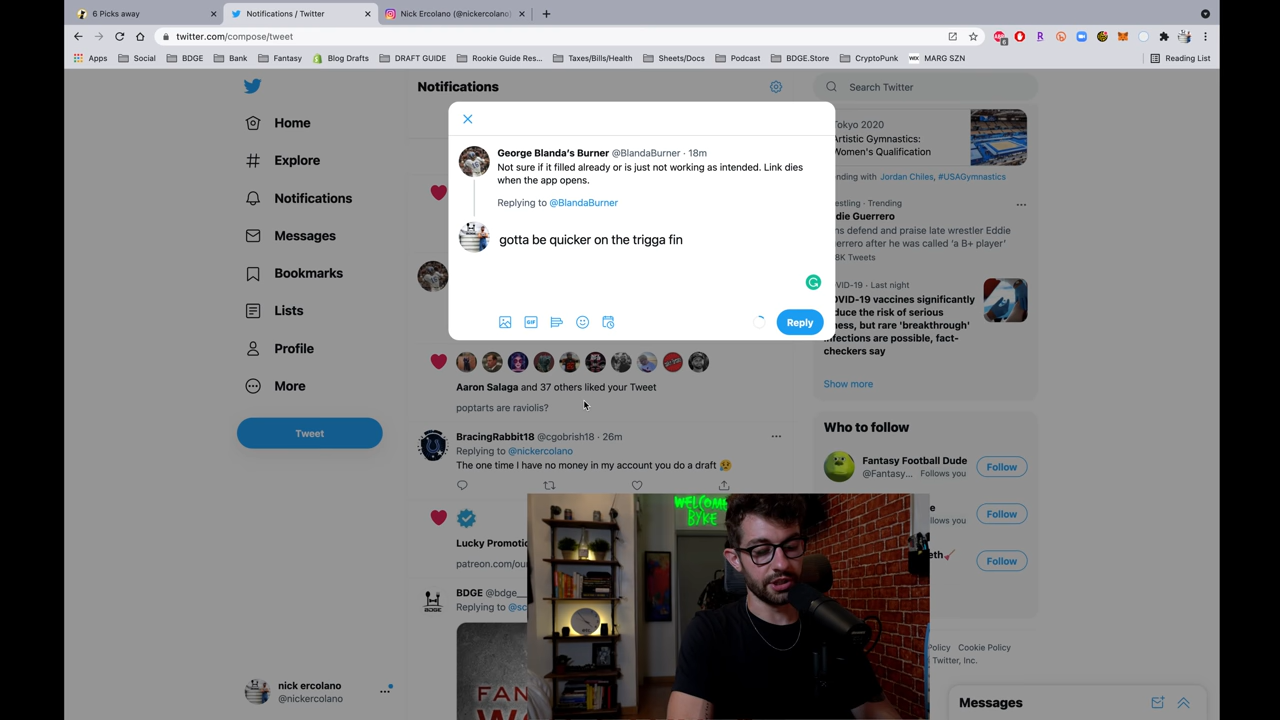 6 Picks away
Notifications / Twitter
Nick Ercolano (@nickercolano)
twitter.com/compose/tweet
Apps
Social
BDGE
Bank
Fantasy
Blog Drafts
DRAFT GUIDE
Rookie Guide Res...
Taxes/Bills/Health
Sheets/Docs
Podcast
BDGE.Store
CryptoPunk
MARG SZN
Reading List
Home
Explore
Notifications
Messages
Bookmarks
Lists
Profile
More
Tweet
nick ercolano
@nickercolano
Notifications
George Blanda's Burner @BlandaBurner · 18m
Not sure if it filled already or is just not working as intended. Link dies
when the app opens.
Replying to @BlandaBurner
gotta be quicker on the trigga fin
GIF
Reply
Aaron Salaga and 37 others liked your Tweet
poptarts are raviolis?
BracingRabbit18 @cgobrish18 · 26m
Replying to @nickercolano
The one time I have no money in my account you do a draft 😢
Lucky Promotio
patreon.com/ou
BDGE @bdge_
Replying to @sc
BDGE
FAN
WELCOME
BYKE
Search Twitter
Tokyo 2020
Artistic Gymnastics:
Women's Qualification
nding with Jordan Chiles, #USAGymnastics
estling · Trending
ddie Guerrero
ns defend and praise late wrestler Eddie
uerrero after he was called 'a B+ player'
8K Tweets
VID-19 · Last night
OVID-19 vaccines significantly
duce the risk of serious
ness, but rare 'breakthrough'
infections are possible, fact-
checkers say
Show more
Who to follow
Fantasy Football Dude
@Fantasy... Follows you
Follow
llows you
Follow
eth
Follow
Policy Cookie Policy
Twitter, Inc.
Messages